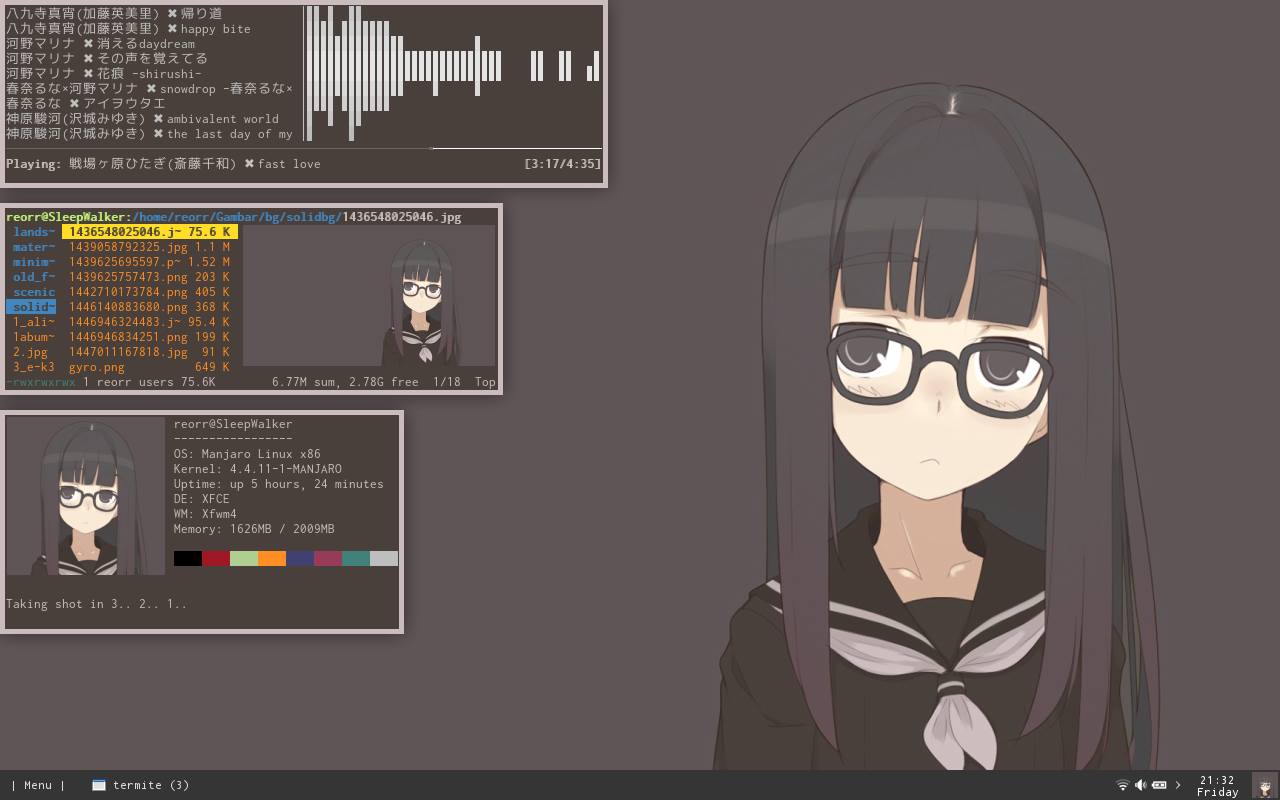 八九寺真宵(加藤英美里) ✖ 帰り道
八九寺真宵(加藤英美里) ✖ happy bite
河野マリナ ✖ 消えるdaydream
河野マリナ ✖ その声を覚えてる
河野マリナ ✖ 花痕 -shirushi-
春奈るな×河野マリナ ✖ snowdrop -春奈るな×
春奈るな ✖ アイヲウタエ
神原駿河(沢城みゆき) ✖ ambivalent world
神原駿河(沢城みゆき) ✖ the last day of my
Playing: 戦場ヶ原ひたぎ(斎藤千和) ✖ fast love [3:17/4:35]
reorr@SleepWalker:/home/reorr/Gambar/bg/solidbg/1436548025046.jpg
lands~ 1436548025046.j~ 75.6 K
mater~ 1439058792325.jpg 1.1 M
minim~ 1439625695597.p~ 1.52 M
old_f~ 1439625757473.png 203 K
scenic 1442710173784.png 405 K
solid~ 1446140883680.png 368 K
1_ali~ 1446946324483.j~ 95.4 K
1abum~ 1446946834251.png 199 K
2.jpg 1447011167818.jpg 91 K
3_e-k3 gyro.png 649 K
-rwxrwxrwx 1 reorr users 75.6K 6.77M sum, 2.78G free 1/18 Top
reorr@SleepWalker
-----------------
OS: Manjaro Linux x86
Kernel: 4.4.11-1-MANJARO
Uptime: up 5 hours, 24 minutes
DE: XFCE
WM: Xfwm4
Memory: 1626MB / 2009MB
Taking shot in 3.. 2.. 1..
| Menu | termite (3)
21:32
Friday